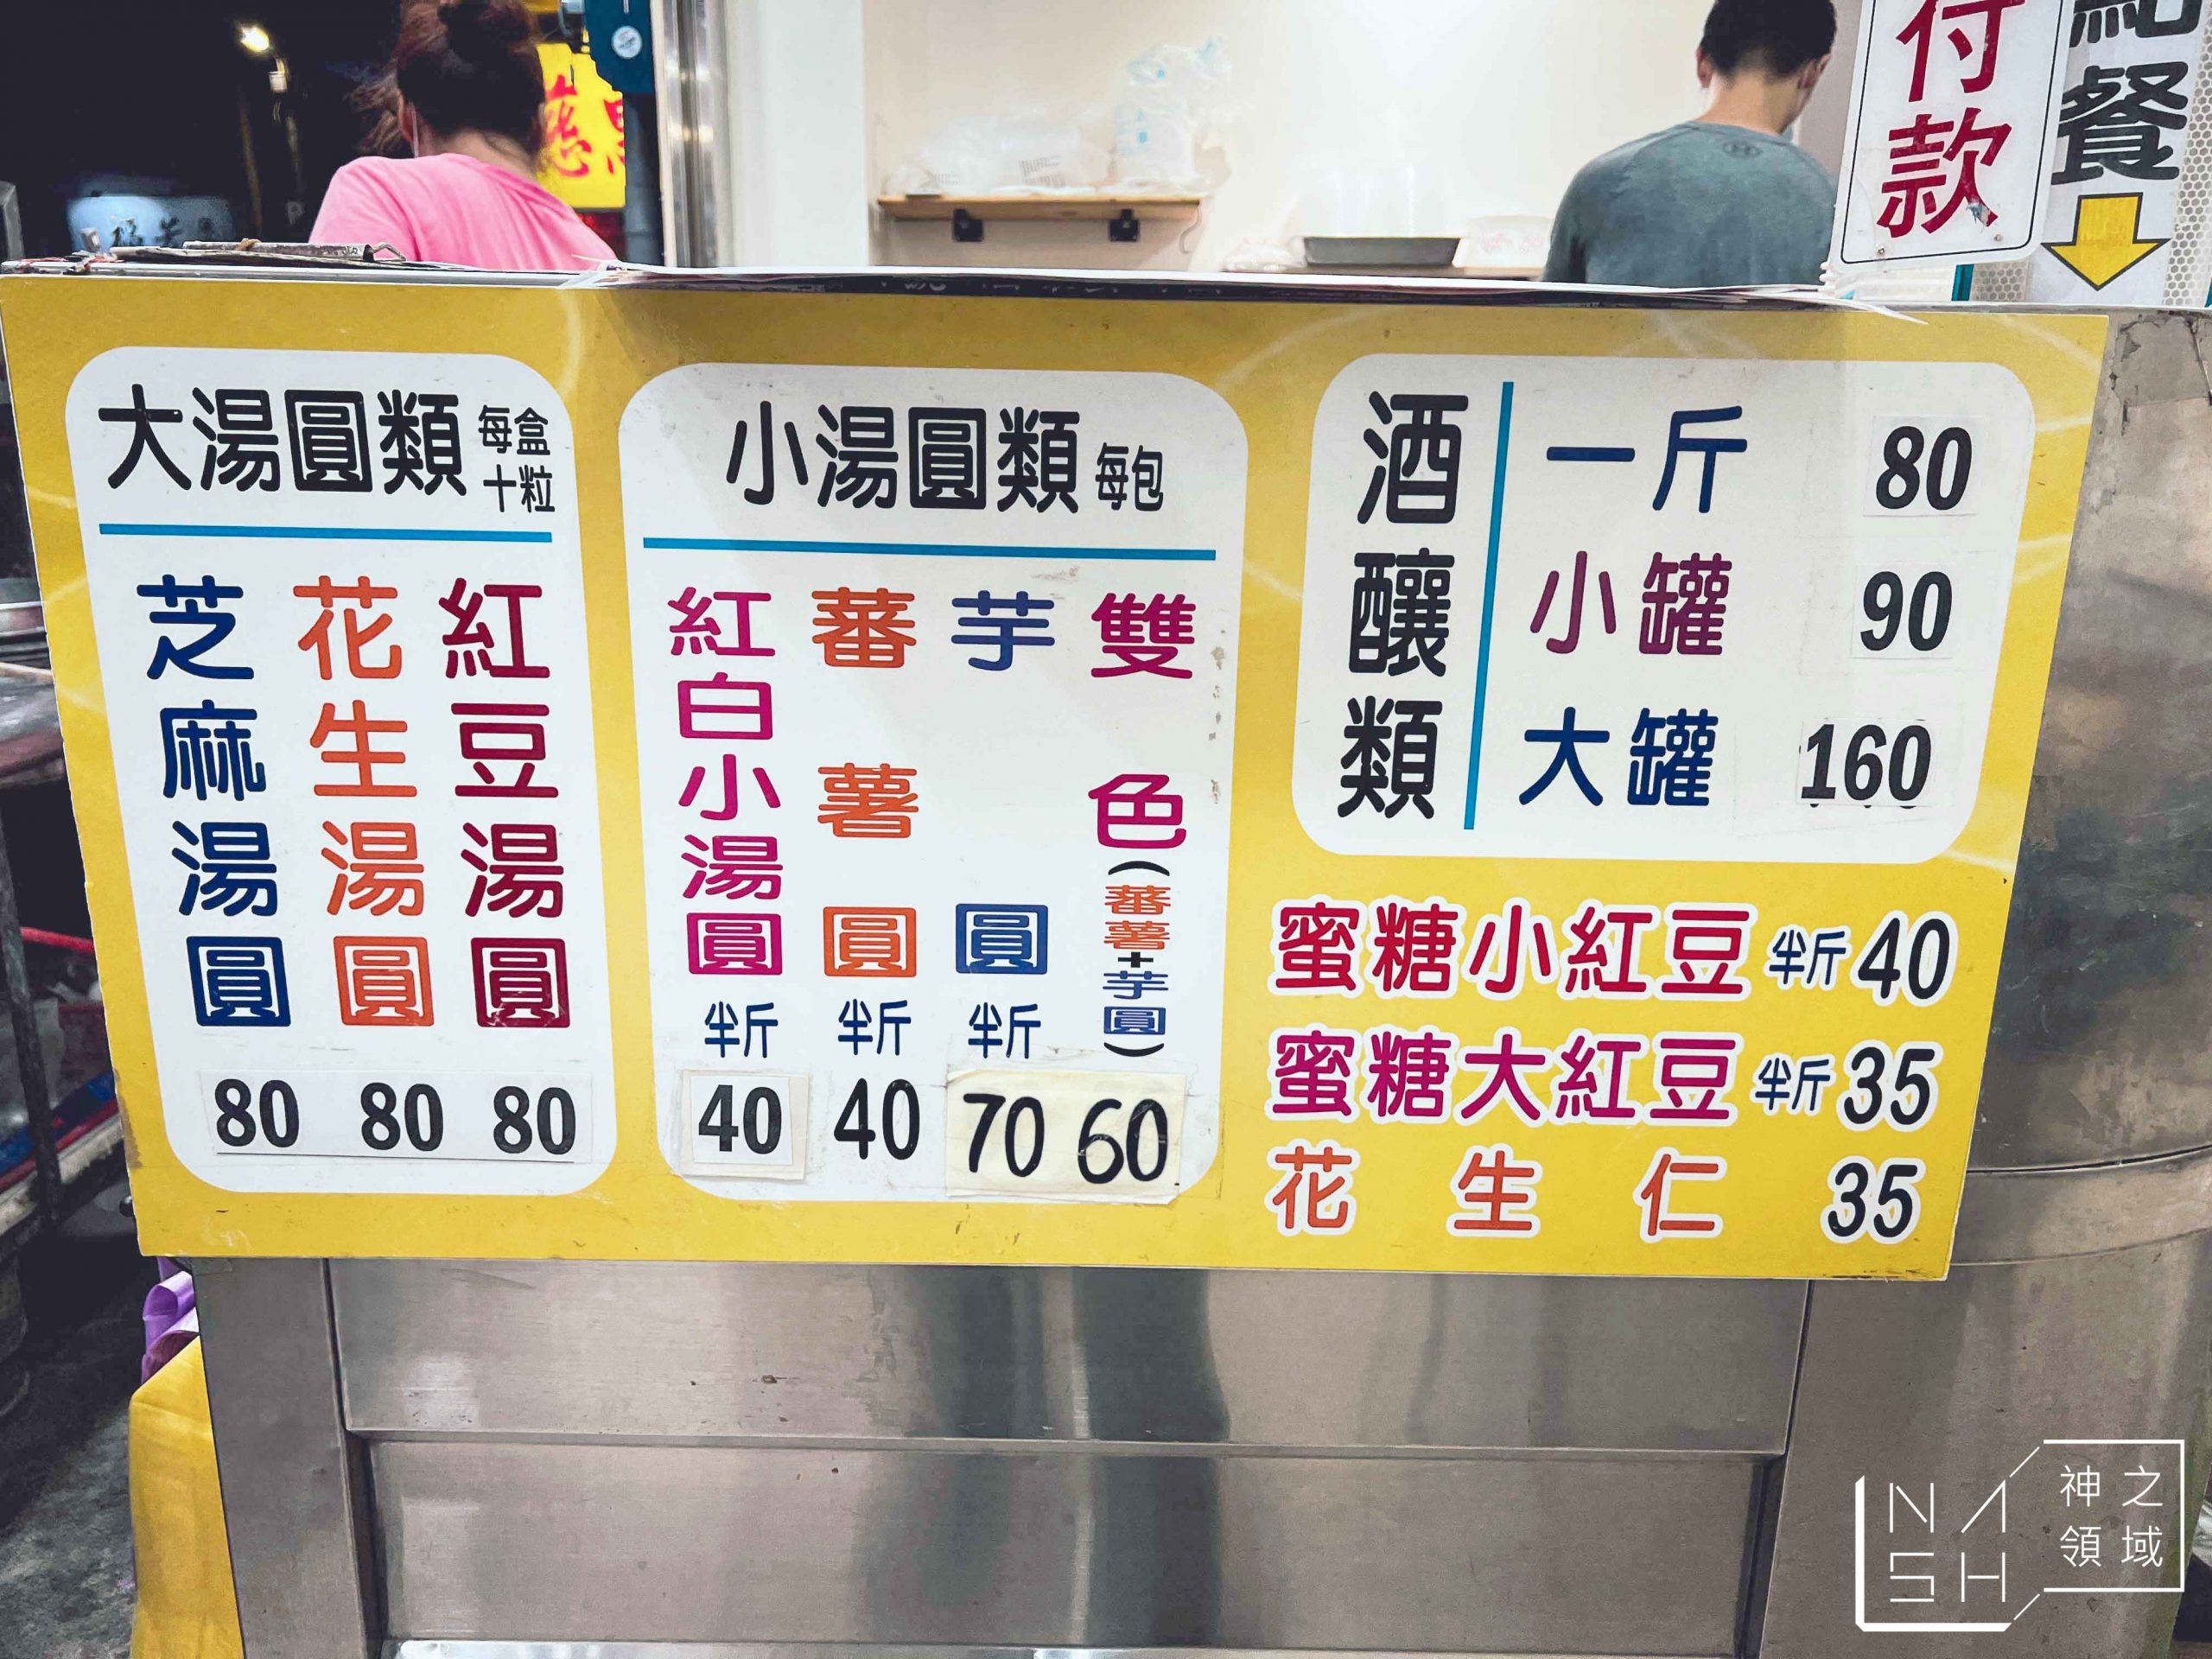 付款
點餐
大湯圓類 每盒十粒
芝麻湯圓 80
花生湯圓 80
紅豆湯圓 80
小湯圓類 每包
紅白小湯圓 半斤 40
蕃薯圓 半斤 40
芋圓 半斤 70
雙色(蕃薯+芋圓) 60
酒釀類
一斤 80
小罐 90
大罐 160
蜜糖小紅豆 半斤 40
蜜糖大紅豆 半斤 35
花生仁 35
NASH
神之領域